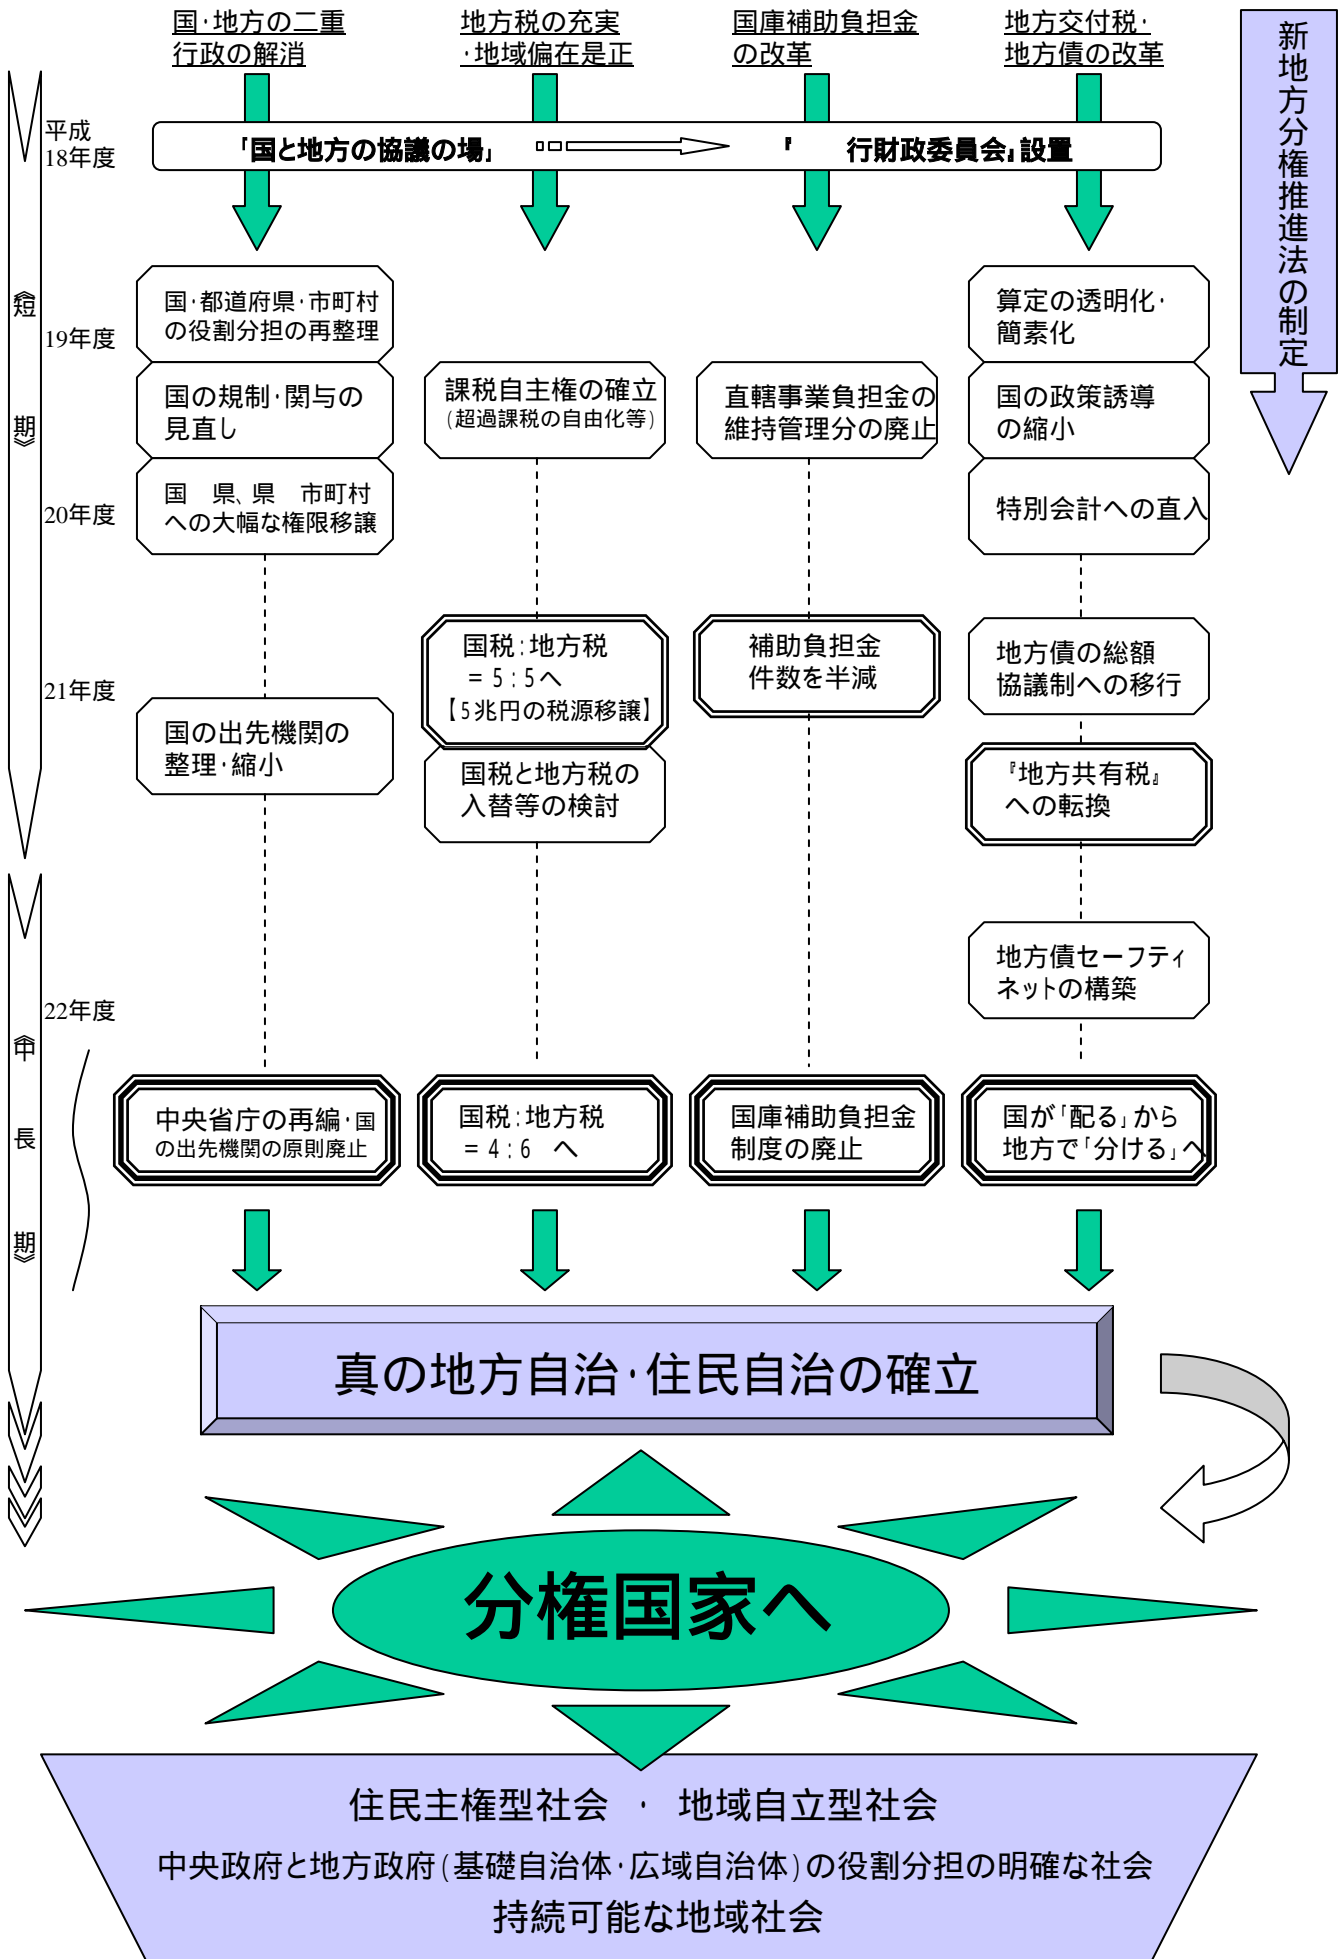 国・地方の二重
行政の解消
地方税の充実
・地域偏在是正
国庫補助負担金
の改革
地方交付税・
地方債の改革
新地方分権推進法の制定
平成
18年度
「国と地方の協議の場」
『　　行財政委員会』設置
《短　期》
19年度
20年度
21年度
国・都道府県・市町村
の役割分担の再整理
国の規制・関与の
見直し
国　県、県　市町村
への大幅な権限移譲
国の出先機関の
整理・縮小
課税自主権の確立
(超過課税の自由化等)
国税:地方税
=5:5へ
【5兆円の税源移譲】
国税と地方税の
入替等の検討
直轄事業負担金の
維持管理分の廃止
補助負担金
件数を半減
算定の透明化・
簡素化
国の政策誘導
の縮小
特別会計への直入
地方債の総額
協議制への移行
『地方共有税』
への転換
地方債セーフティ
ネットの構築
22年度
《中　長　期》
中央省庁の再編・国
の出先機関の原則廃止
国税:地方税
=4:6　へ
国庫補助負担金
制度の廃止
国が「配る」から
地方で「分ける」へ
真の地方自治・住民自治の確立
分権国家へ
住民主権型社会　・　地域自立型社会
中央政府と地方政府(基礎自治体・広域自治体)の役割分担の明確な社会
持続可能な地域社会